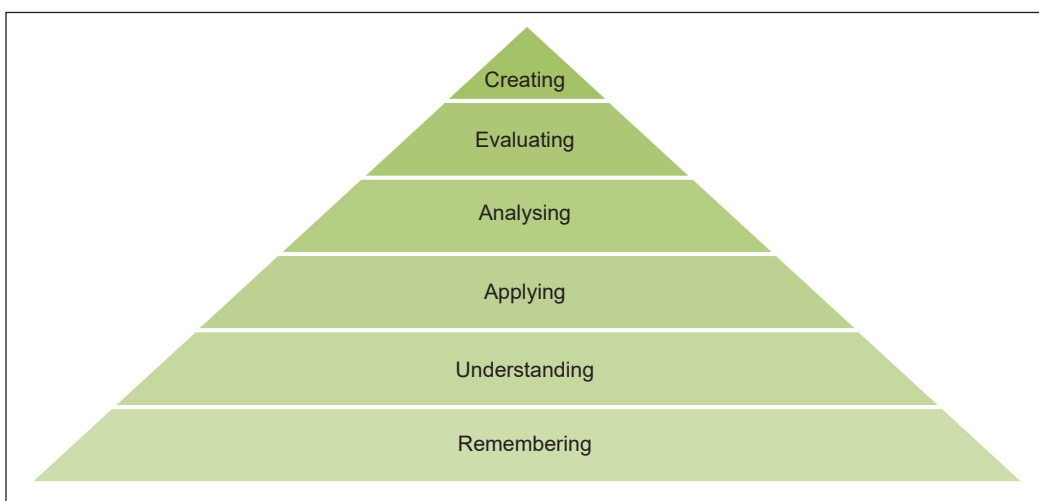 Creating
Evaluating
Analysing
Applying
Understanding
Remembering